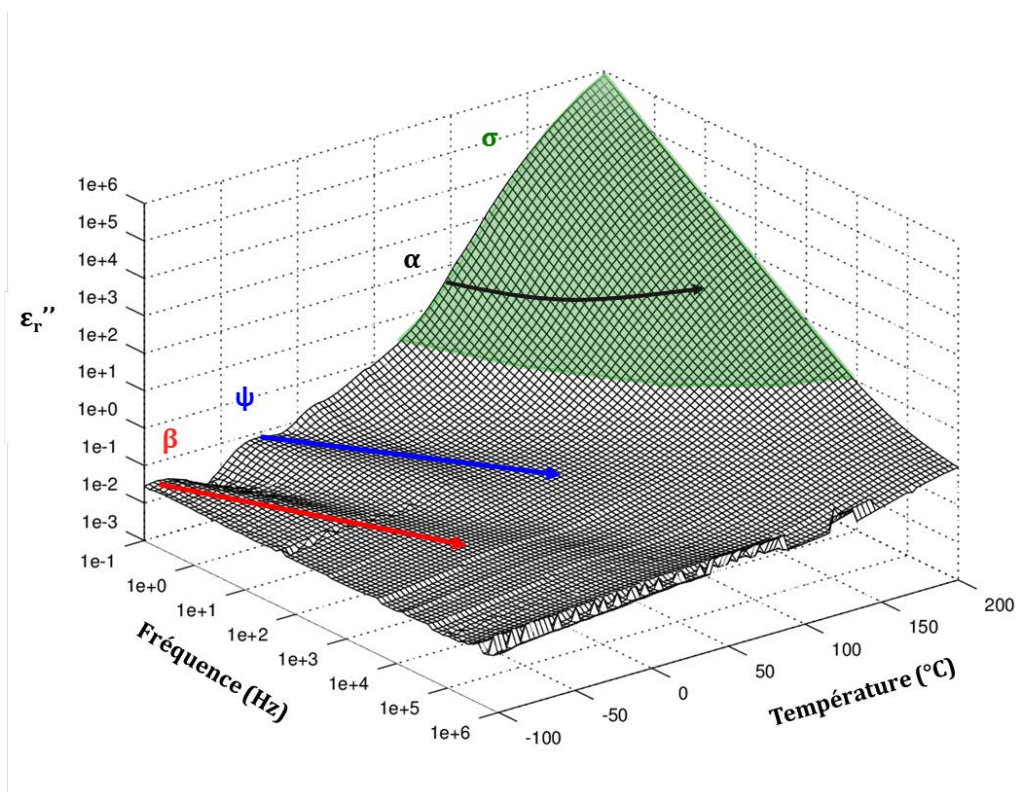 σ
α
ψ
β
1e+6
1e+5
1e+4
1e+3
1e+2
1e+1
1e+0
1e-1
1e-2
1e-3
εr’’
1e-1
1e+0
1e+1
1e+2
1e+3
1e+4
1e+5
1e+6
Fréquence (Hz)
-100
-50
0
50
100
150
200
Température (°C)